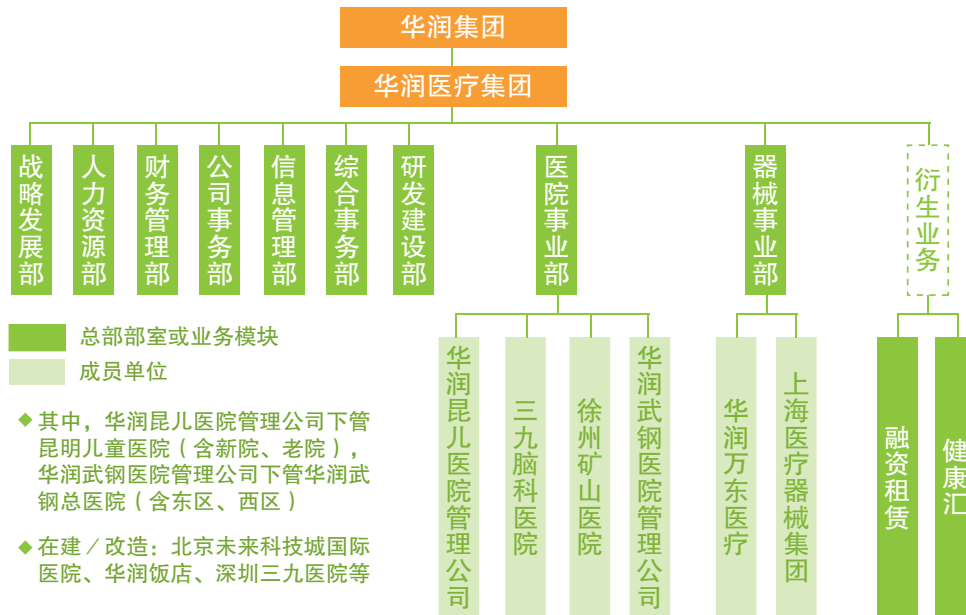 华润集团
华润医疗集团
战略发展部
人力资源部
财务管理部
公司事务部
信息管理部
综合事务部
研发建设部
医院事业部
器械事业部
衍生业务
总部部室或业务模块
成员单位
◆其中，华润昆儿医院管理公司下管
昆明儿童医院（含新院、老院），
华润武钢医院管理公司下管华润武
钢总医院（含东区、西区）
◆在建／改造：北京未来科技城国际
医院、华润饭店、深圳三九医院等
华润昆儿医院管理公司
三九脑科医院
徐州矿山医院
华润武钢医院管理公司
华润万东医疗
上海医疗器械集团
融资租赁
健康汇